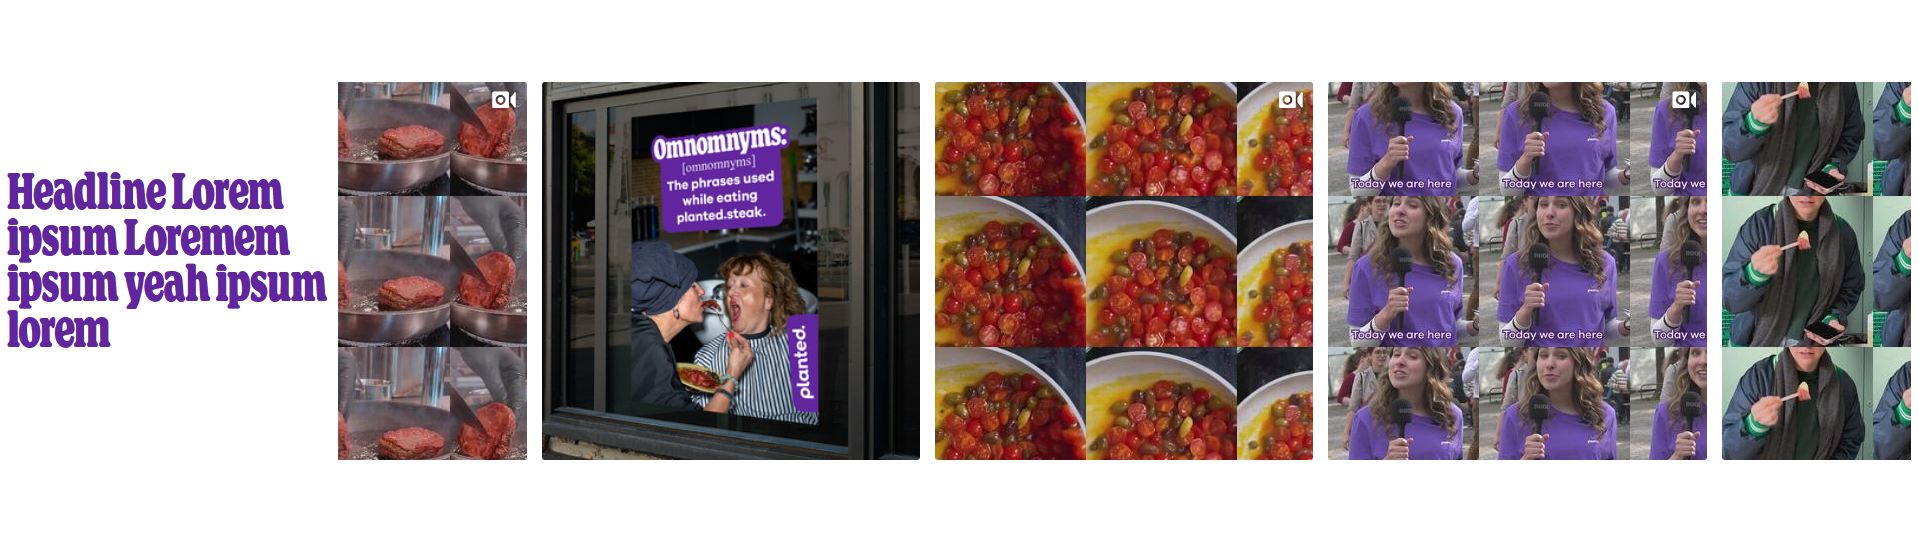 Headline Lorem
ipsum Loremem
ipsum yeah ipsum
lorem
Omnomnyms:
[omnomnyms]
The phrases used
while eating
planted.steak.
planted.
Today we are here
Today we are here
Today we
Today we are here
Today we are here
Today we